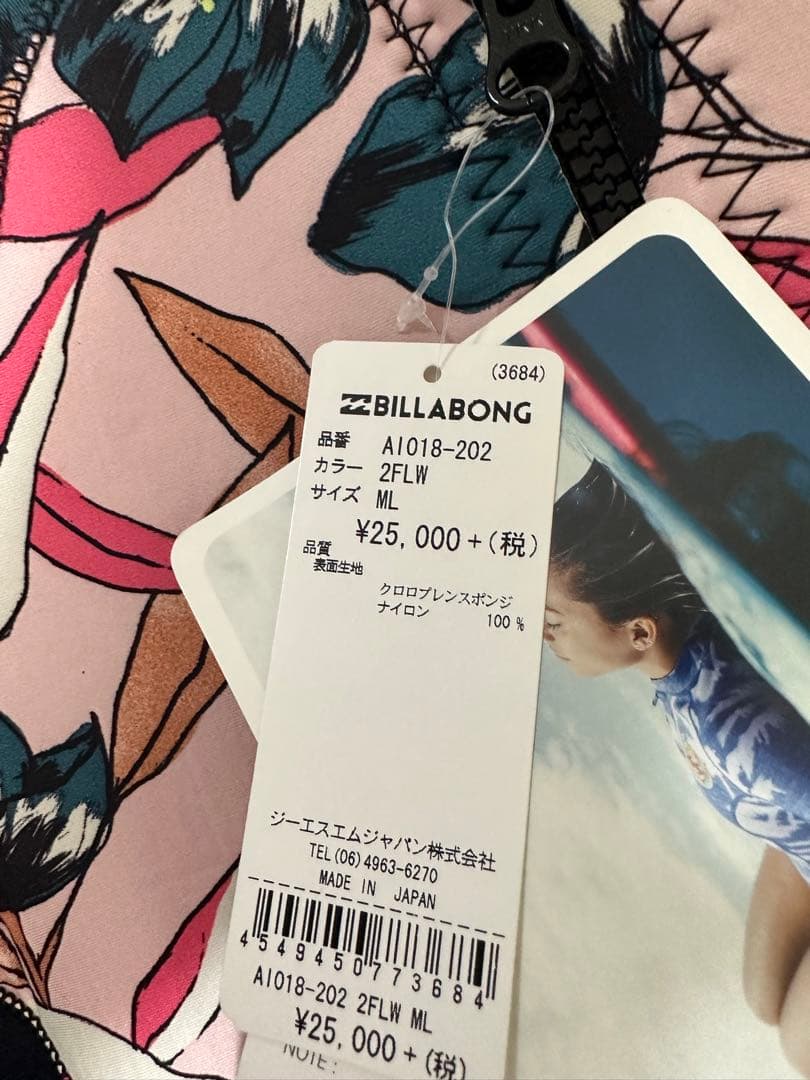 YKK
(3684)
BILLABONG
品番 AI018-202
カラー 2FLW
サイズ ML
¥25,000+(税)
品質
表面生地
クロロプレンスポンジ
ナイロン 100 %
ジーエスエムジャパン株式会社
TEL(06)4963-6270
MADE IN JAPAN
4549450773684
AI018-202 2FLW ML
¥25,000+(税)
NOTE: